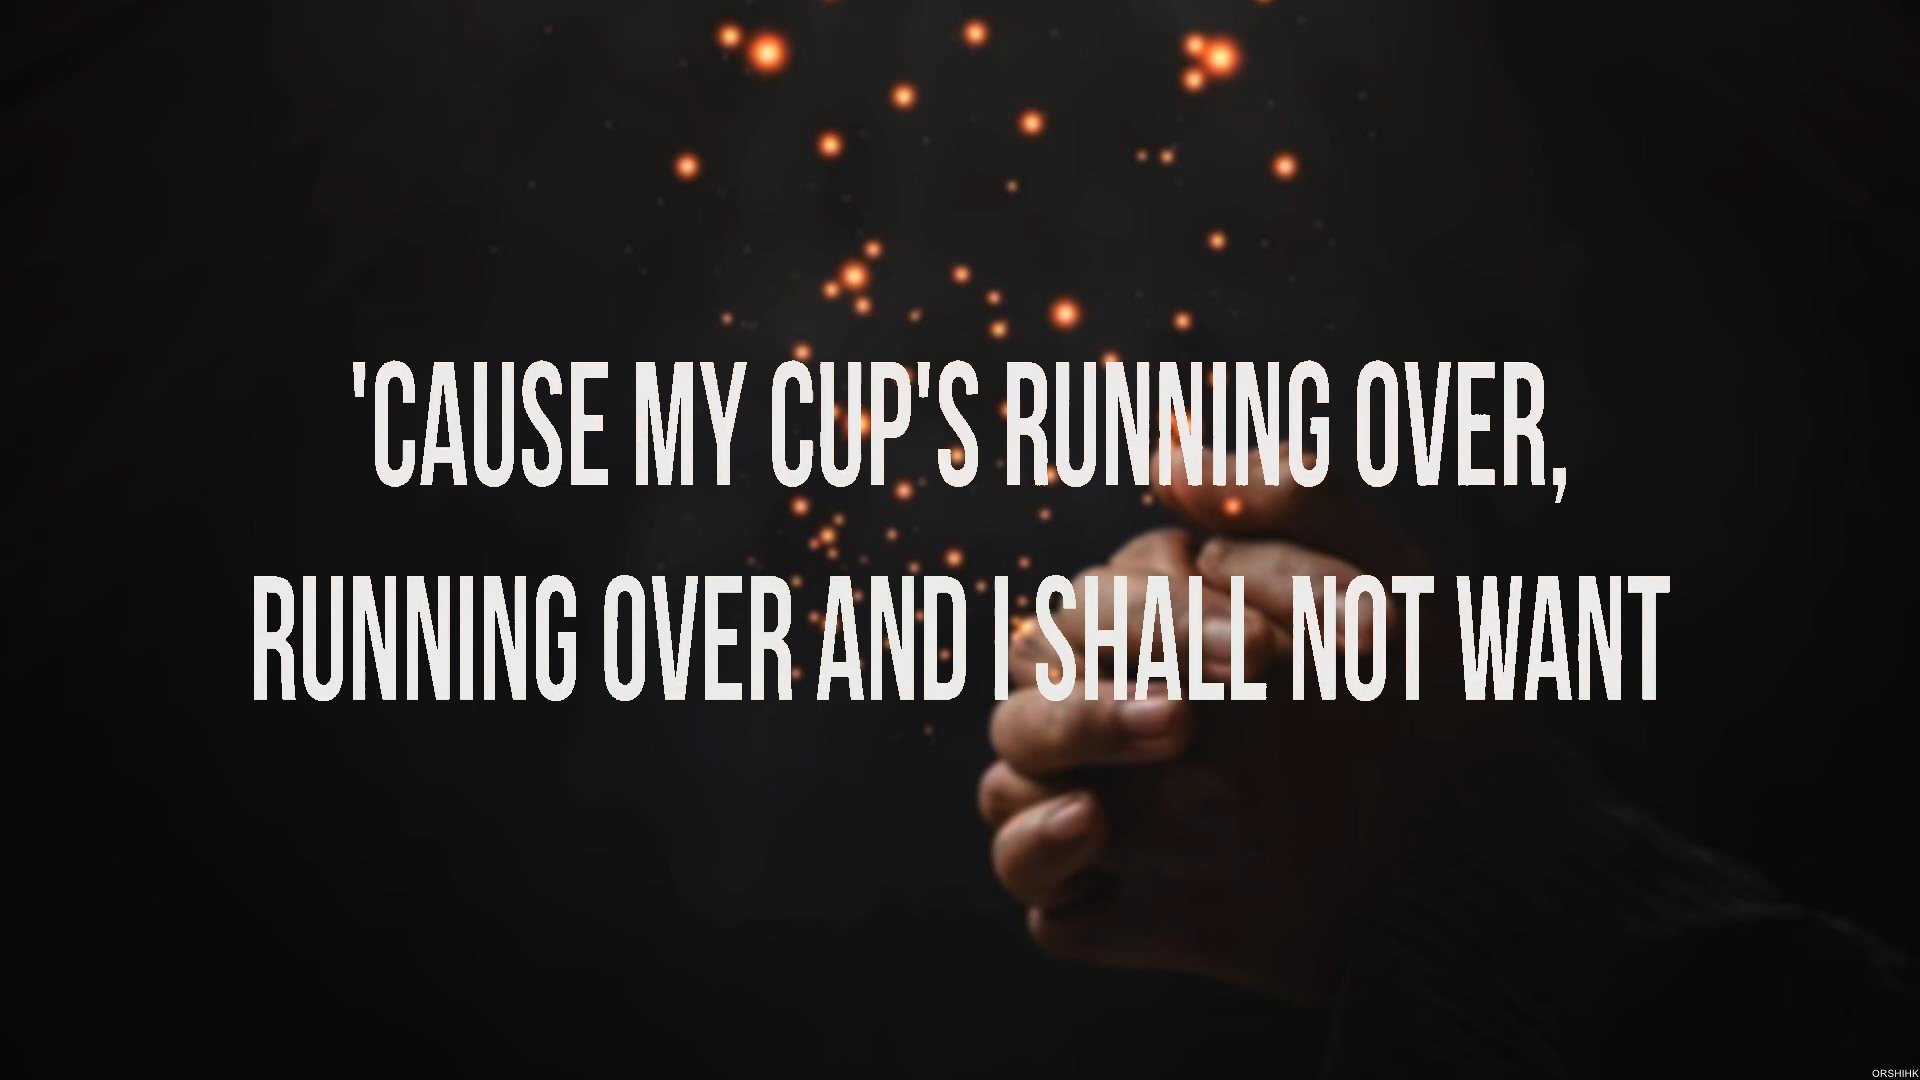 'CAUSE MY CUP'S RUNNING OVER,
RUNNING OVER AND I SHALL NOT WANT
ORSHIHK